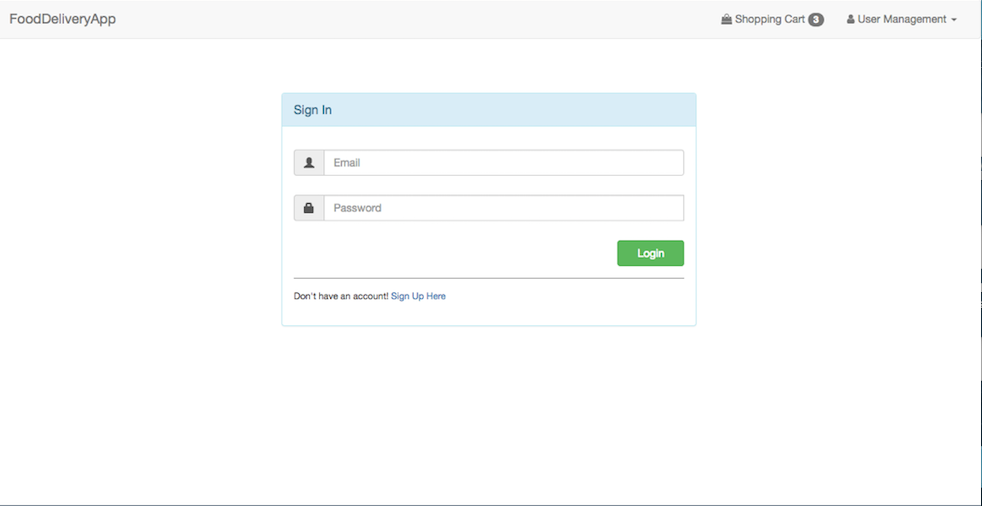 FoodDeliveryApp Shopping Cart 3 User Management
Sign In
Email
Password
Login
Don't have an account! Sign Up Here